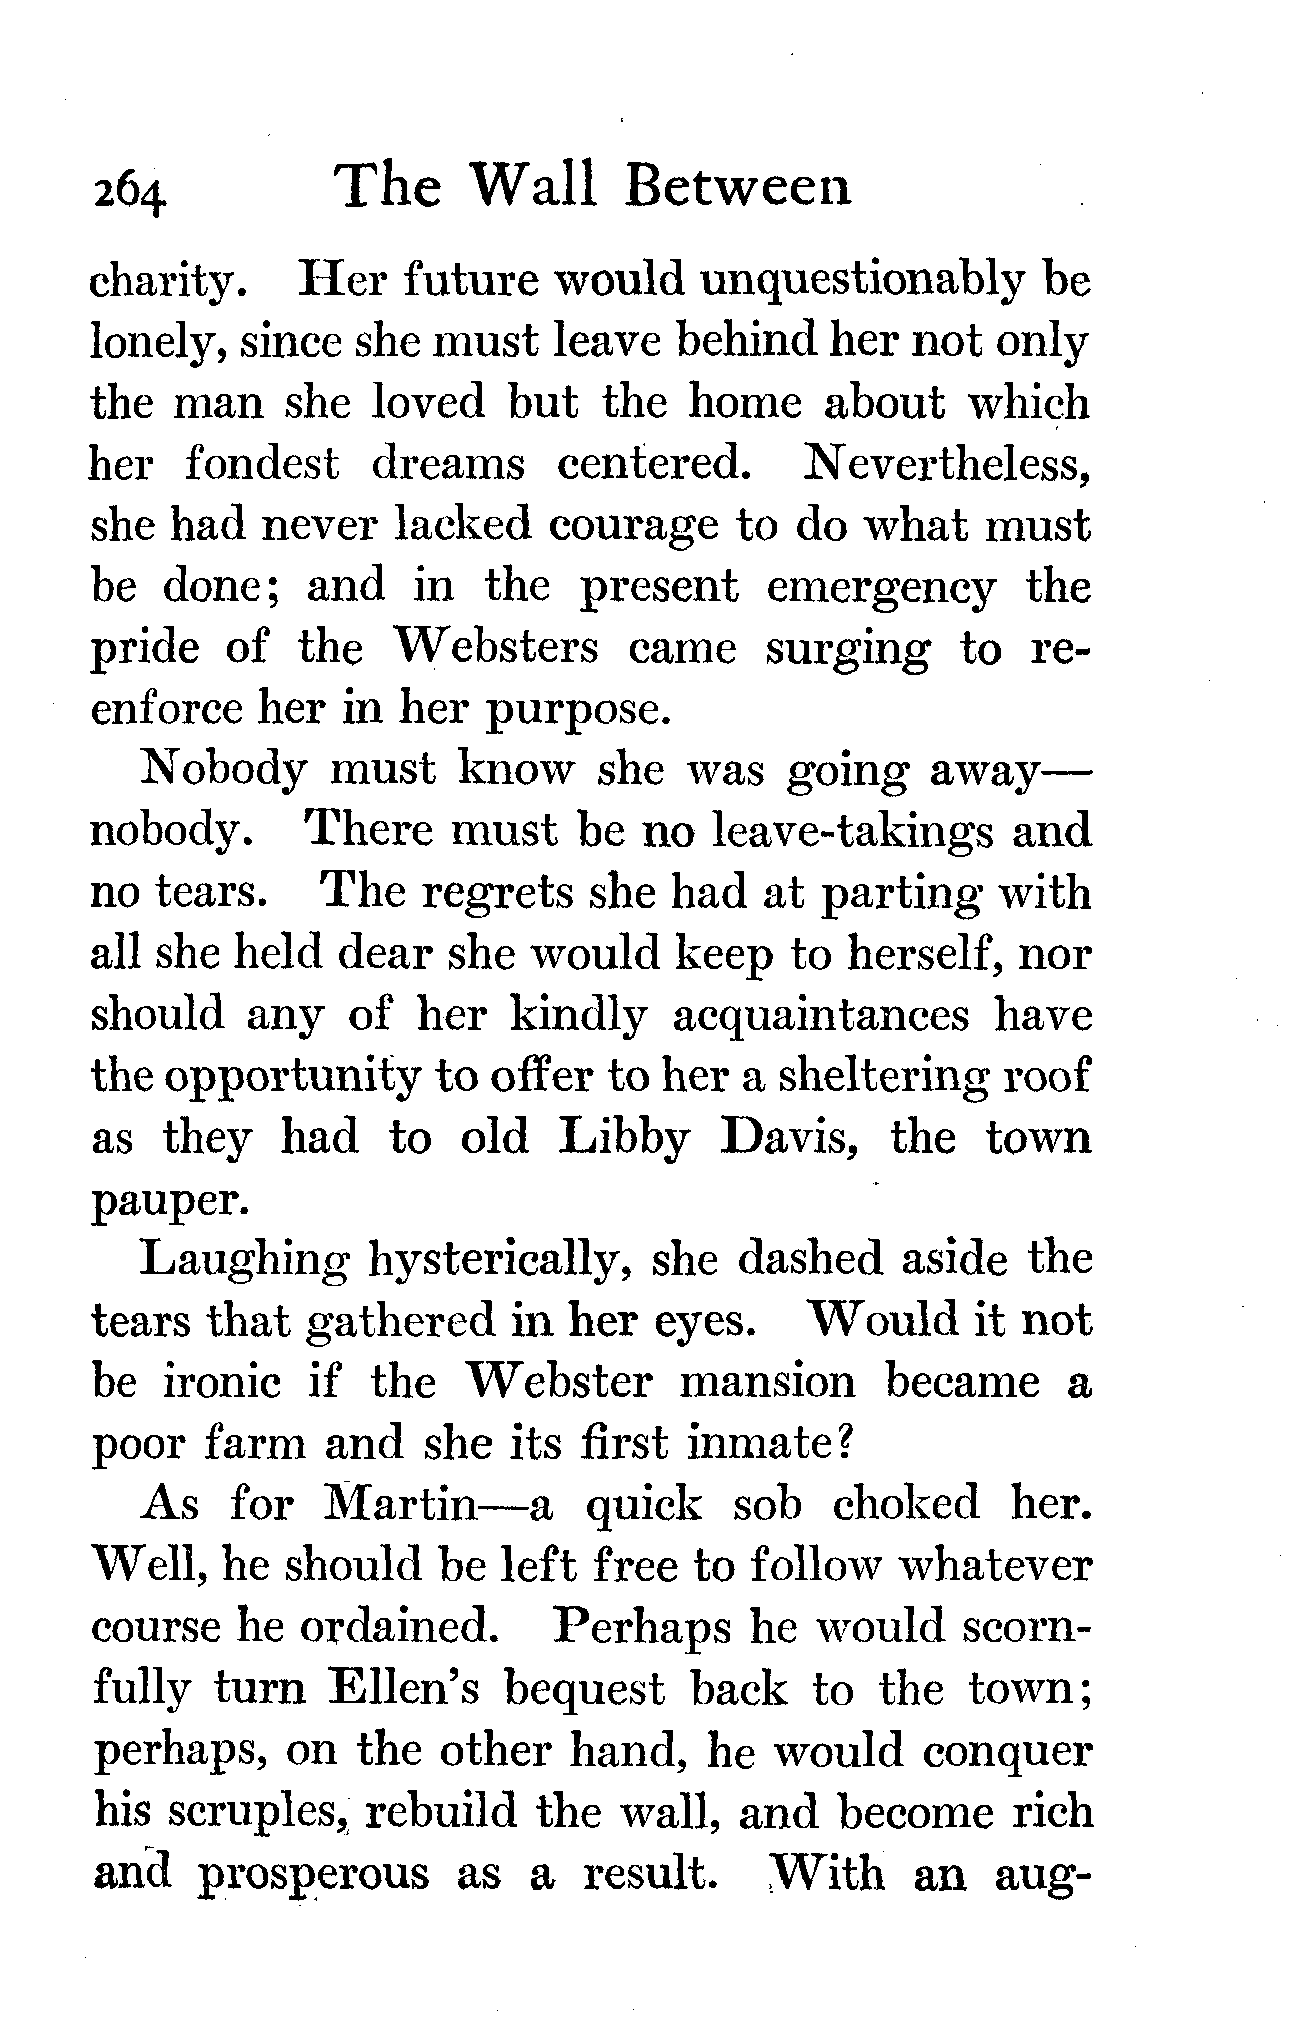 264 The Wall Between
charity. Her future would unquestionably be
lonely, since she must leave behind her not only
the man she loved but the home about which
her fondest dreams centered. Nevertheless,
she had never lacked courage to do what must
be done; and in the present emergency the
pride of the Websters came surging to re-
enforce her in her purpose.
Nobody must know she was going away—
nobody. There must be no leave-takings and
no tears. The regrets she had at parting with
all she held dear she would keep to herself, nor
should any of her kindly acquaintances have
the opportunity to offer to her a sheltering roof
as they had to old Libby Davis, the town
pauper.
Laughing hysterically, she dashed aside the
tears that gathered in her eyes. Would it not
be ironic if the Webster mansion became a
poor farm and she its first inmate?
As for Martin—a quick sob choked her.
Well, he should be left free to follow whatever
course he ordained. Perhaps he would scorn-
fully turn Ellen's bequest back to the town;
perhaps, on the other hand, he would conquer
his scruples, rebuild the wall, and become rich
and prosperous as a result. With an aug-